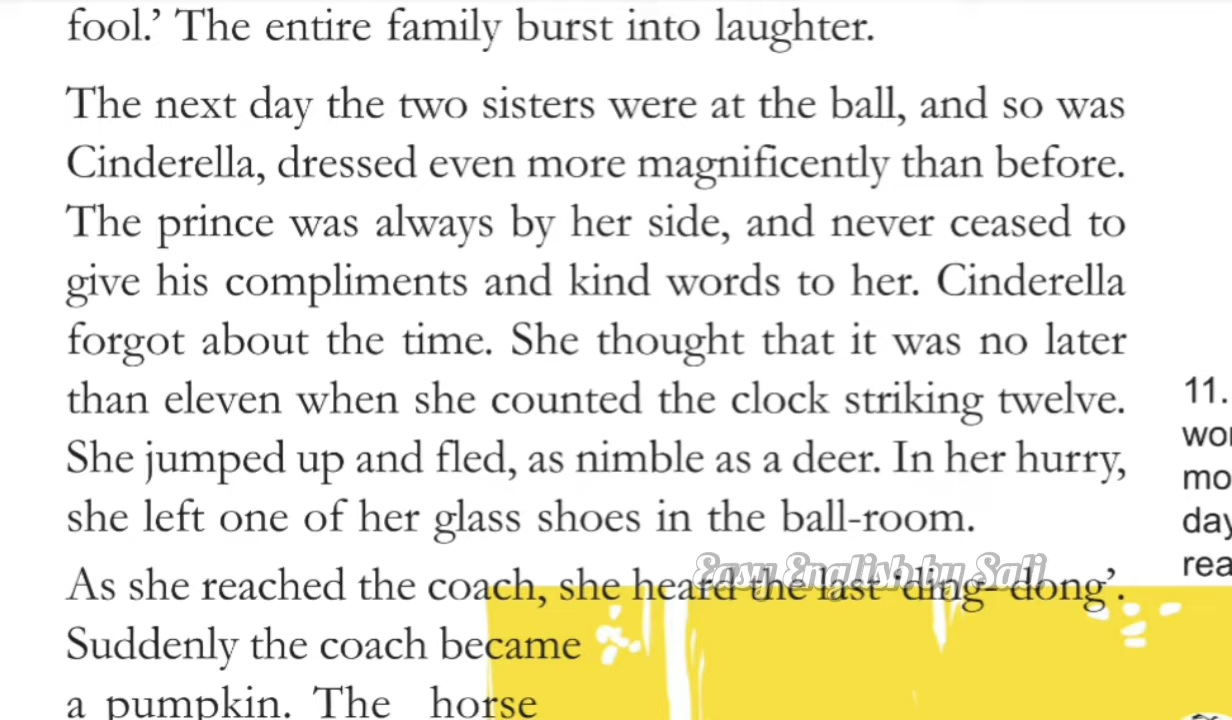 fool.’ The entire family burst into laughter.
The next day the two sisters were at the ball, and so was
Cinderella, dressed even more magnificently than before.
The prince was always by her side, and never ceased to
give his compliments and kind words to her. Cinderella
forgot about the time. She thought that it was no later
than eleven when she counted the clock striking twelve.
She jumped up and fled, as nimble as a deer. In her hurry,
she left one of her glass shoes in the ball-room.
As she reached the coach, she heard the last ‘ding- dong’.
Suddenly the coach became
a pumpkin. The horse
Easy English by Sali
11.
day